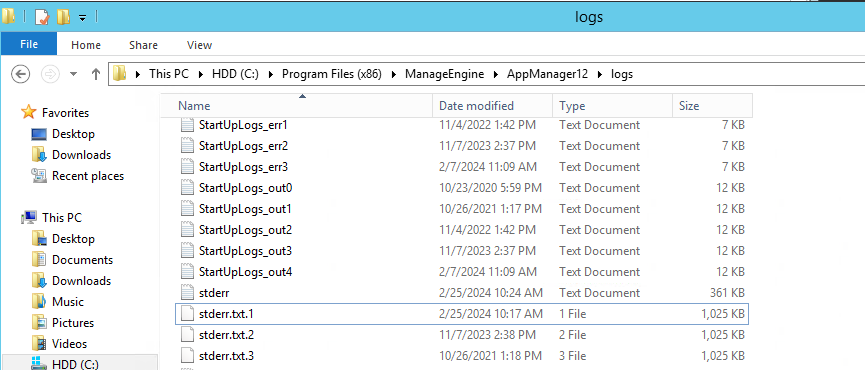 logs
File Home Share View
This PC HDD (C:) Program Files (x86) ManageEngine AppManager12 logs
Favorites
Desktop
Downloads
Recent places
This PC
Desktop
Documents
Downloads
Music
Pictures
Videos
HDD (C:)
Name Date modified Type Size
StartUpLogs_err1 11/4/2022 1:42 PM Text Document 7 KB
StartUpLogs_err2 11/7/2023 2:37 PM Text Document 7 KB
StartUpLogs_err3 2/7/2024 11:09 AM Text Document 7 KB
StartUpLogs_out0 10/23/2020 5:59 PM Text Document 12 KB
StartUpLogs_out1 10/26/2021 1:17 PM Text Document 12 KB
StartUpLogs_out2 11/4/2022 1:42 PM Text Document 12 KB
StartUpLogs_out3 11/7/2023 2:37 PM Text Document 12 KB
StartUpLogs_out4 2/7/2024 11:09 AM Text Document 12 KB
stderr 2/25/2024 10:24 AM Text Document 361 KB
stderr.txt.1 2/25/2024 10:17 AM 1 File 1,025 KB
stderr.txt.2 11/7/2023 2:38 PM 2 File 1,025 KB
stderr.txt.3 10/26/2021 1:18 PM 3 File 1,025 KB